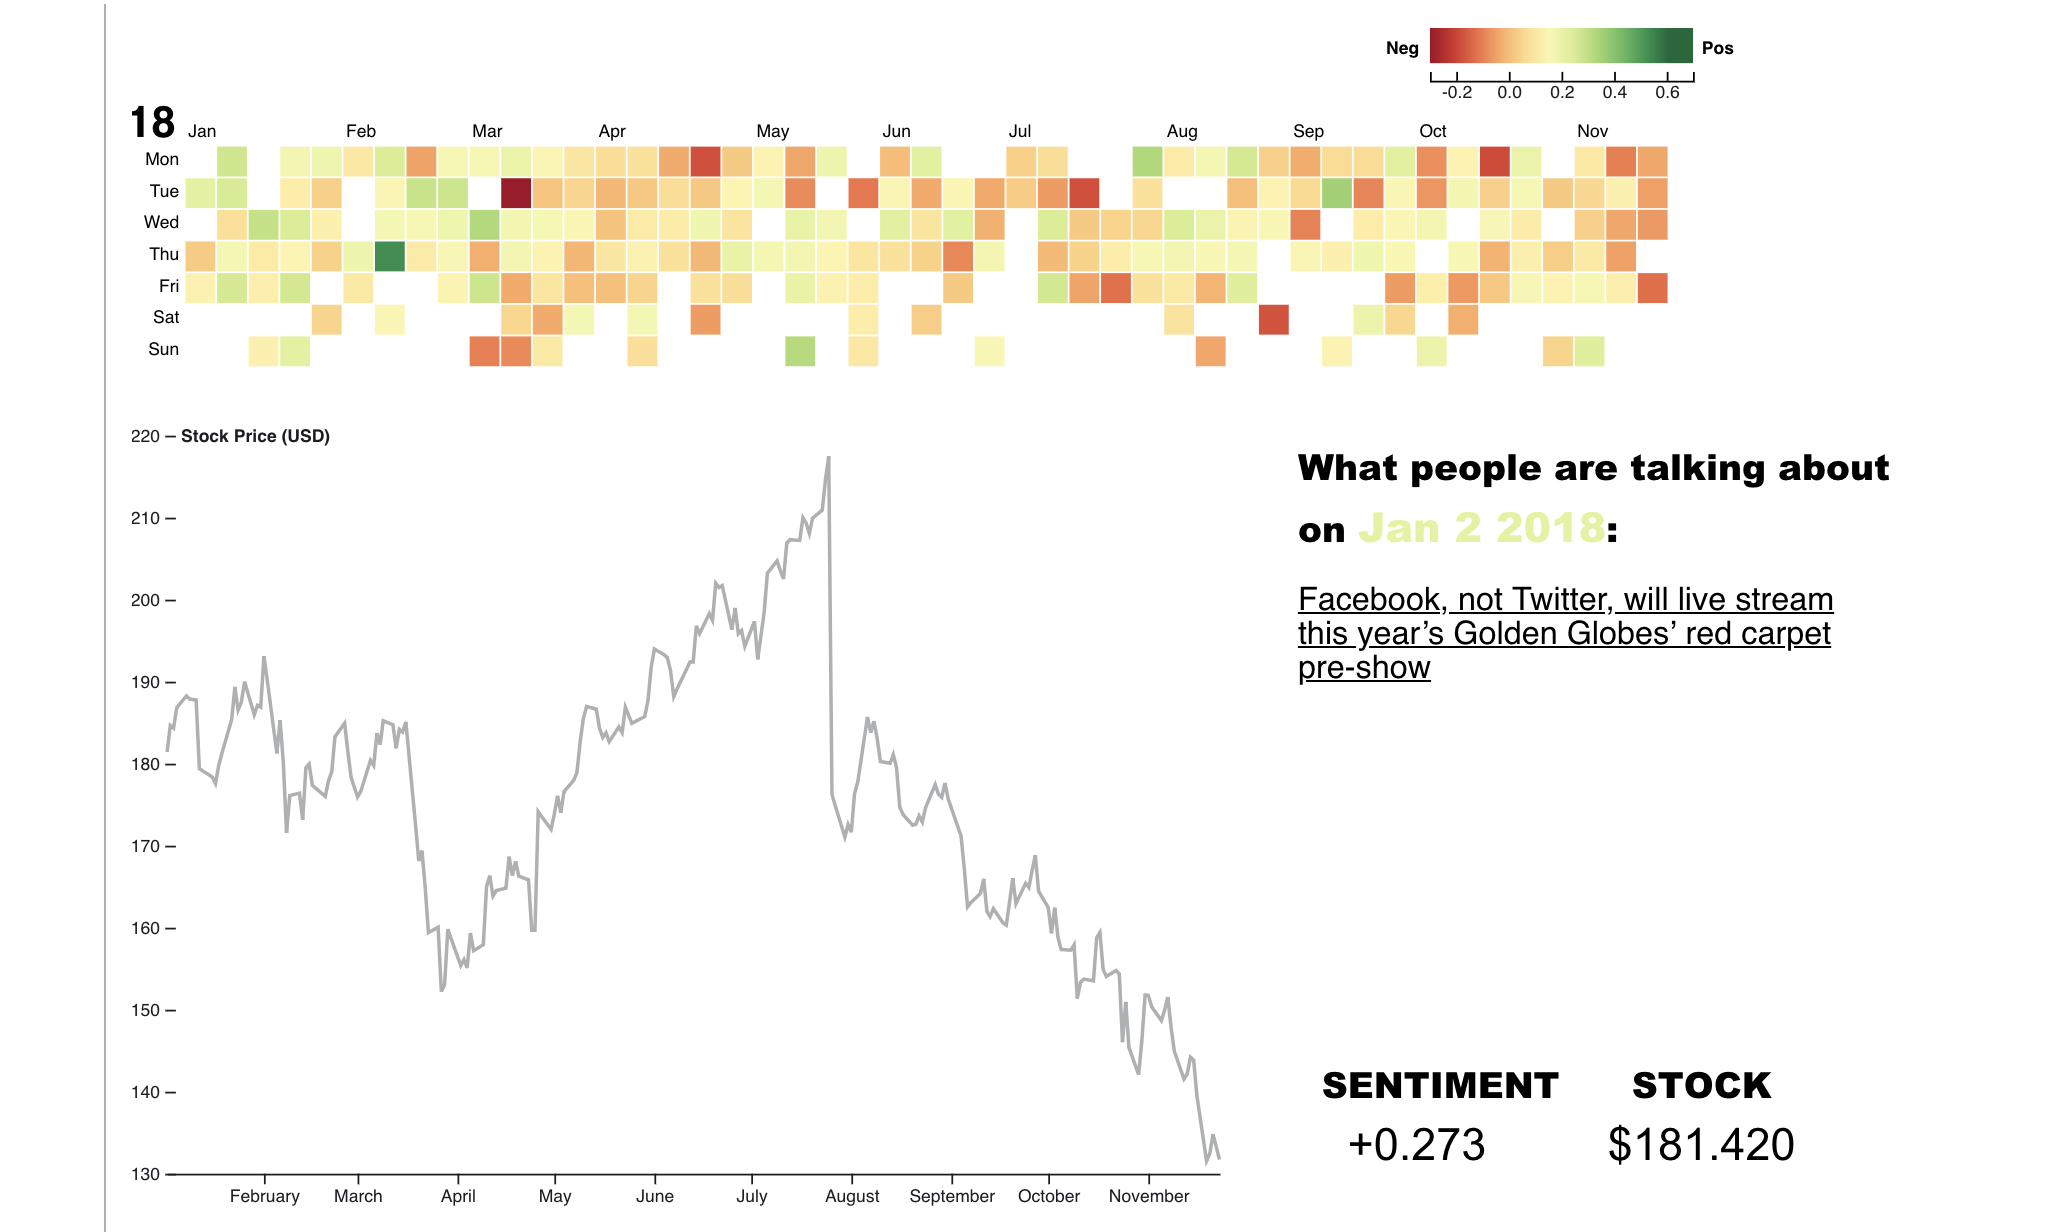 Neg Pos
-0.2 0.0 0.2 0.4 0.6
18 Jan Feb Mar Apr May Jun Jul Aug Sep Oct Nov
Mon
Tue
Wed
Thu
Fri
Sat
Sun
220 Stock Price (USD)
210
200
190
180
170
160
150
140
130
February March April May June July August September October November
What people are talking about
on Jan 2 2018:
Facebook, not Twitter, will live stream
this year’s Golden Globes’ red carpet
pre-show
SENTIMENT STOCK
+0.273 $181.420